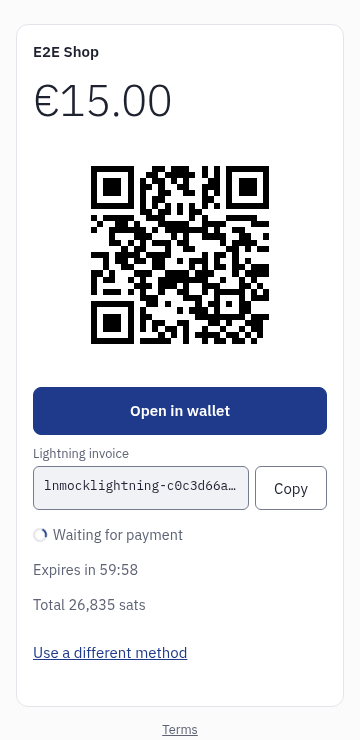 E2E Shop
€15.00
Open in wallet
Lightning invoice
lnmocklightning-c0c3d66a…
Copy
Waiting for payment
Expires in 59:58
Total 26,835 sats
Use a different method
Terms